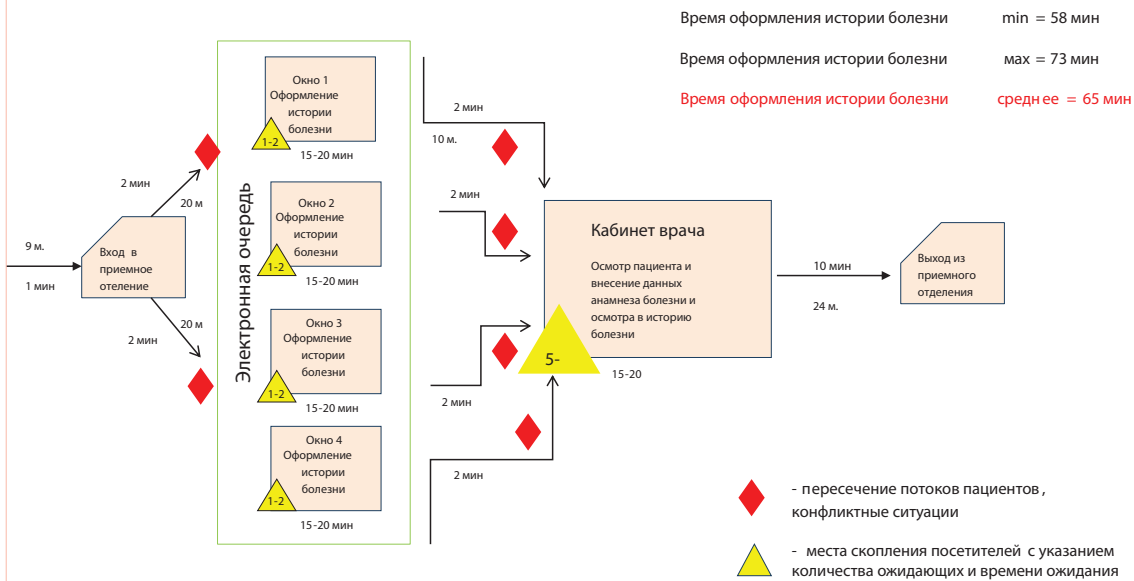 Время оформления истории болезни min = 58 мин
Время оформления истории болезни мах = 73 мин
Время оформления истории болезни средн ее = 65 мин
9 м.
1 мин
Вход в
приемное
отеление
2 мин
20 м
20 м
2 мин
Электронная очередь
Окно 1
Оформление
истории
болезни
1-2
15-20 мин
Окно 2
Оформление
истории
болезни
1-2
15-20 мин
Окно 3
Оформление
истории
болезни
1-2
15-20 мин
Окно 4
Оформление
истории
болезни
1-2
15-20 мин
2 мин
10 м.
2 мин
2 мин
2 мин
Кабинет врача
Осмотр пациента и
внесение данных
анамнеза болезни и
осмотра в историю
болезни
5-
15-20
10 мин
24 м.
Выход из
приемного
отделения
- пересечение потоков пациентов ,
конфликтные ситуации
- места скопления посетителей с указанием
количества ожидающих и времени ожидания